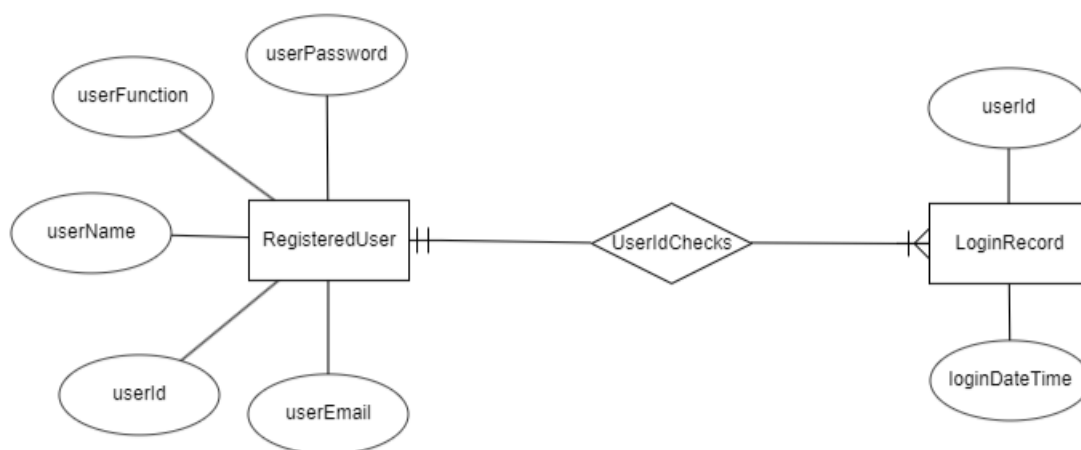 userPassword
userFunction
userId
userName
RegisteredUser
UserIdChecks
LoginRecord
userId
userEmail
loginDateTime